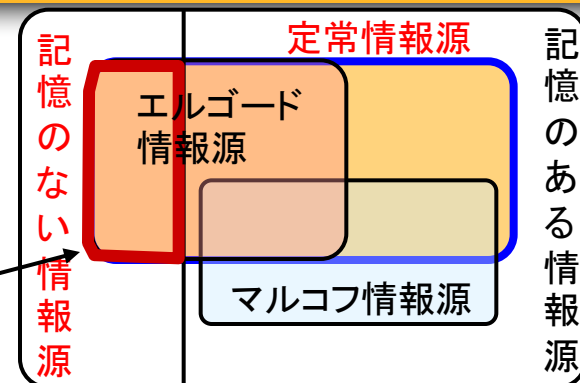 記憶のない情報源
定常情報源
エルゴード
情報源
マルコフ情報源
記憶のある情報源